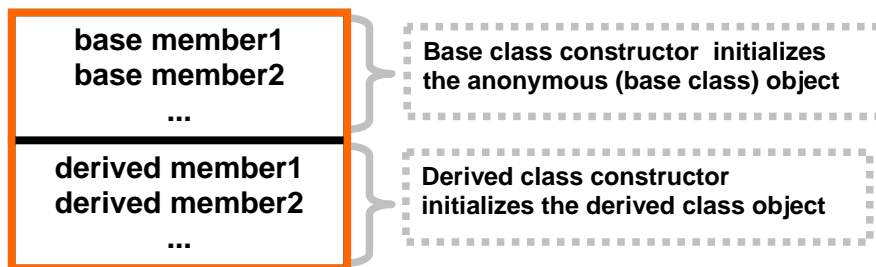 base member1
base member2
...
Base class constructor initializes
the anonymous (base class) object
derived member1
derived member2
...
Derived class constructor
initializes the derived class object